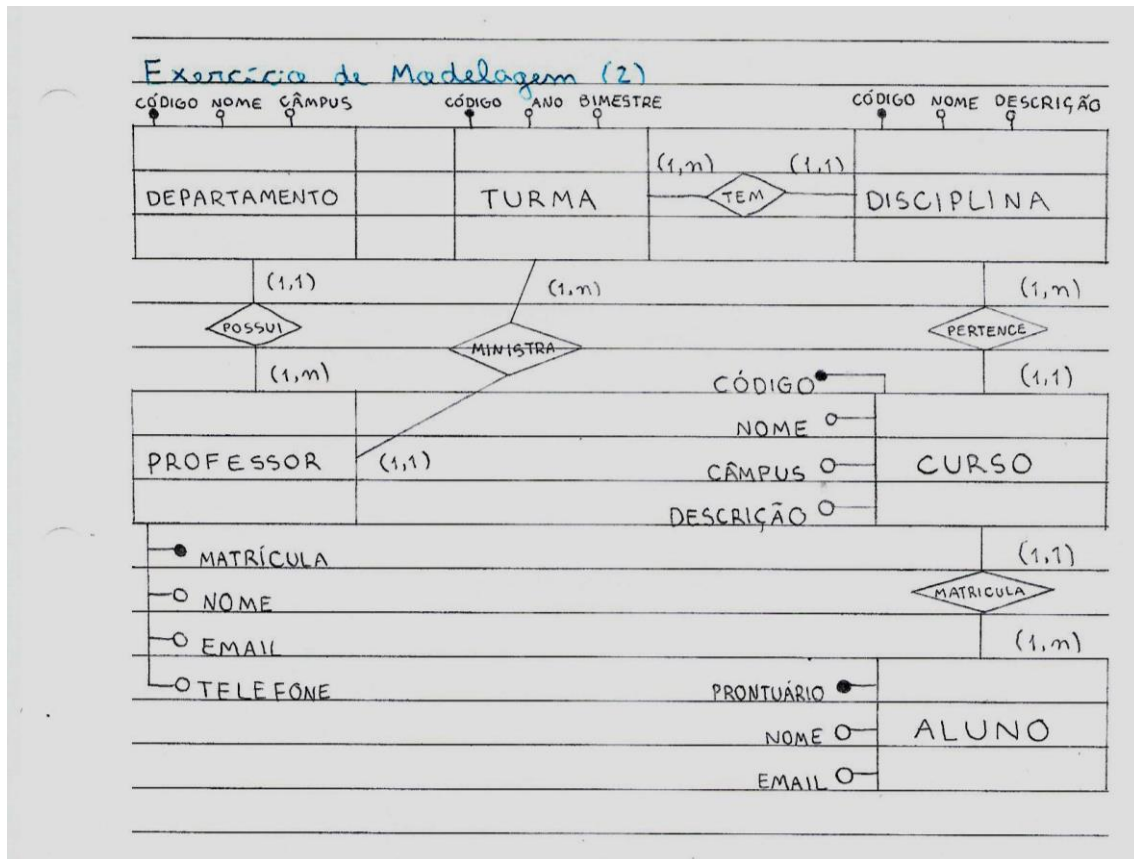 Exercício de Modelagem (2)
CÓDIGO NOME CÂMPUS CÓDIGO ANO BIMESTRE CÓDIGO NOME DESCRIÇÃO
(1,n) (1,1)
DEPARTAMENTO TURMA TEM DISCIPLINA
(1,1) (1,n) (1,n)
POSSUI MINISTRA PERTENCE
(1,n) CÓDIGO (1,1)
NOME
PROFESSOR (1,1) CÂMPUS CURSO
DESCRIÇÃO
MATRÍCULA (1,1)
NOME MATRICULA
EMAIL (1,n)
TELEFONE PRONTUÁRIO
NOME ALUNO
EMAIL